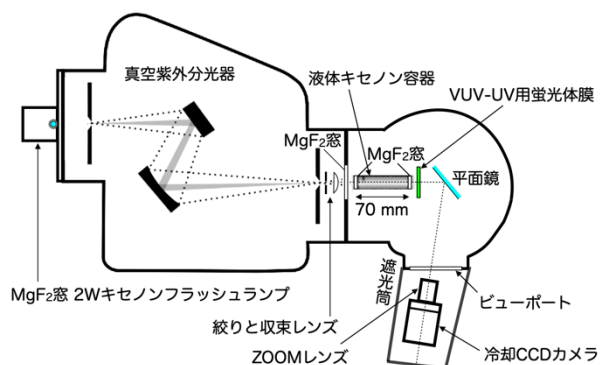 真空紫外分光器
液体キセノン容器
VUV-UV用蛍光体膜
MgF2窓
MgF2窓
平面鏡
70 mm
MgF2窓 2Wキセノンフラッシュランプ
遮光筒
ビューポート
絞りと収束レンズ
ZOOMレンズ
冷却CCDカメラ